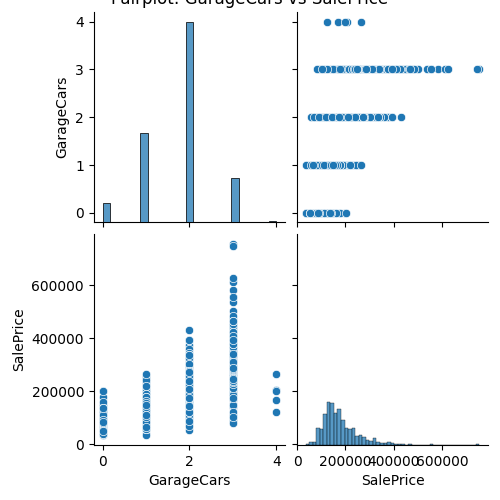 Pairplot: GarageCars vs SalePrice
4
3
2
1
0
GarageCars
600000
400000
200000
0
SalePrice
0 2 4
GarageCars
0 200000 400000 600000
SalePrice